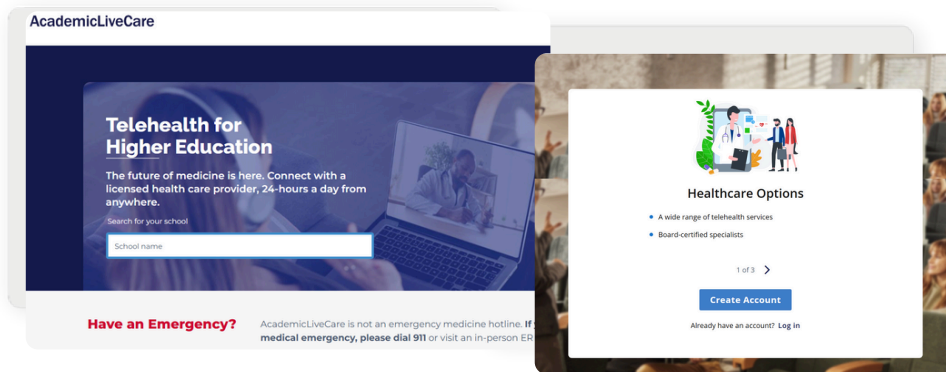 AcademicLiveCare
Telehealth for
Higher Education
The future of medicine is here. Connect with a
licensed health care provider, 24-hours a day from
anywhere.
Search for your school
School name
Have an Emergency?
AcademicLiveCare is not an emergency medicine hotline. If
medical emergency, please dial 911 or visit an in-person ER
Healthcare Options
A wide range of telehealth services
Board-certified specialists
1 of 3
Create Account
Already have an account? Log in